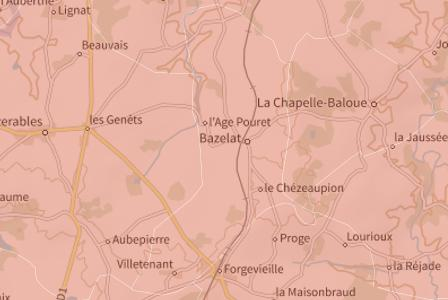 Lignat
Beauvais
La Chapelle-Baloue
les Genêts
l'Age Pouret
Bazelat
la Jaussée
le Chézeaupion
Aubepierre
Proge
Lourioux
Villetenant
Forgevieille
la Réjade
la Maisonbraud
D1